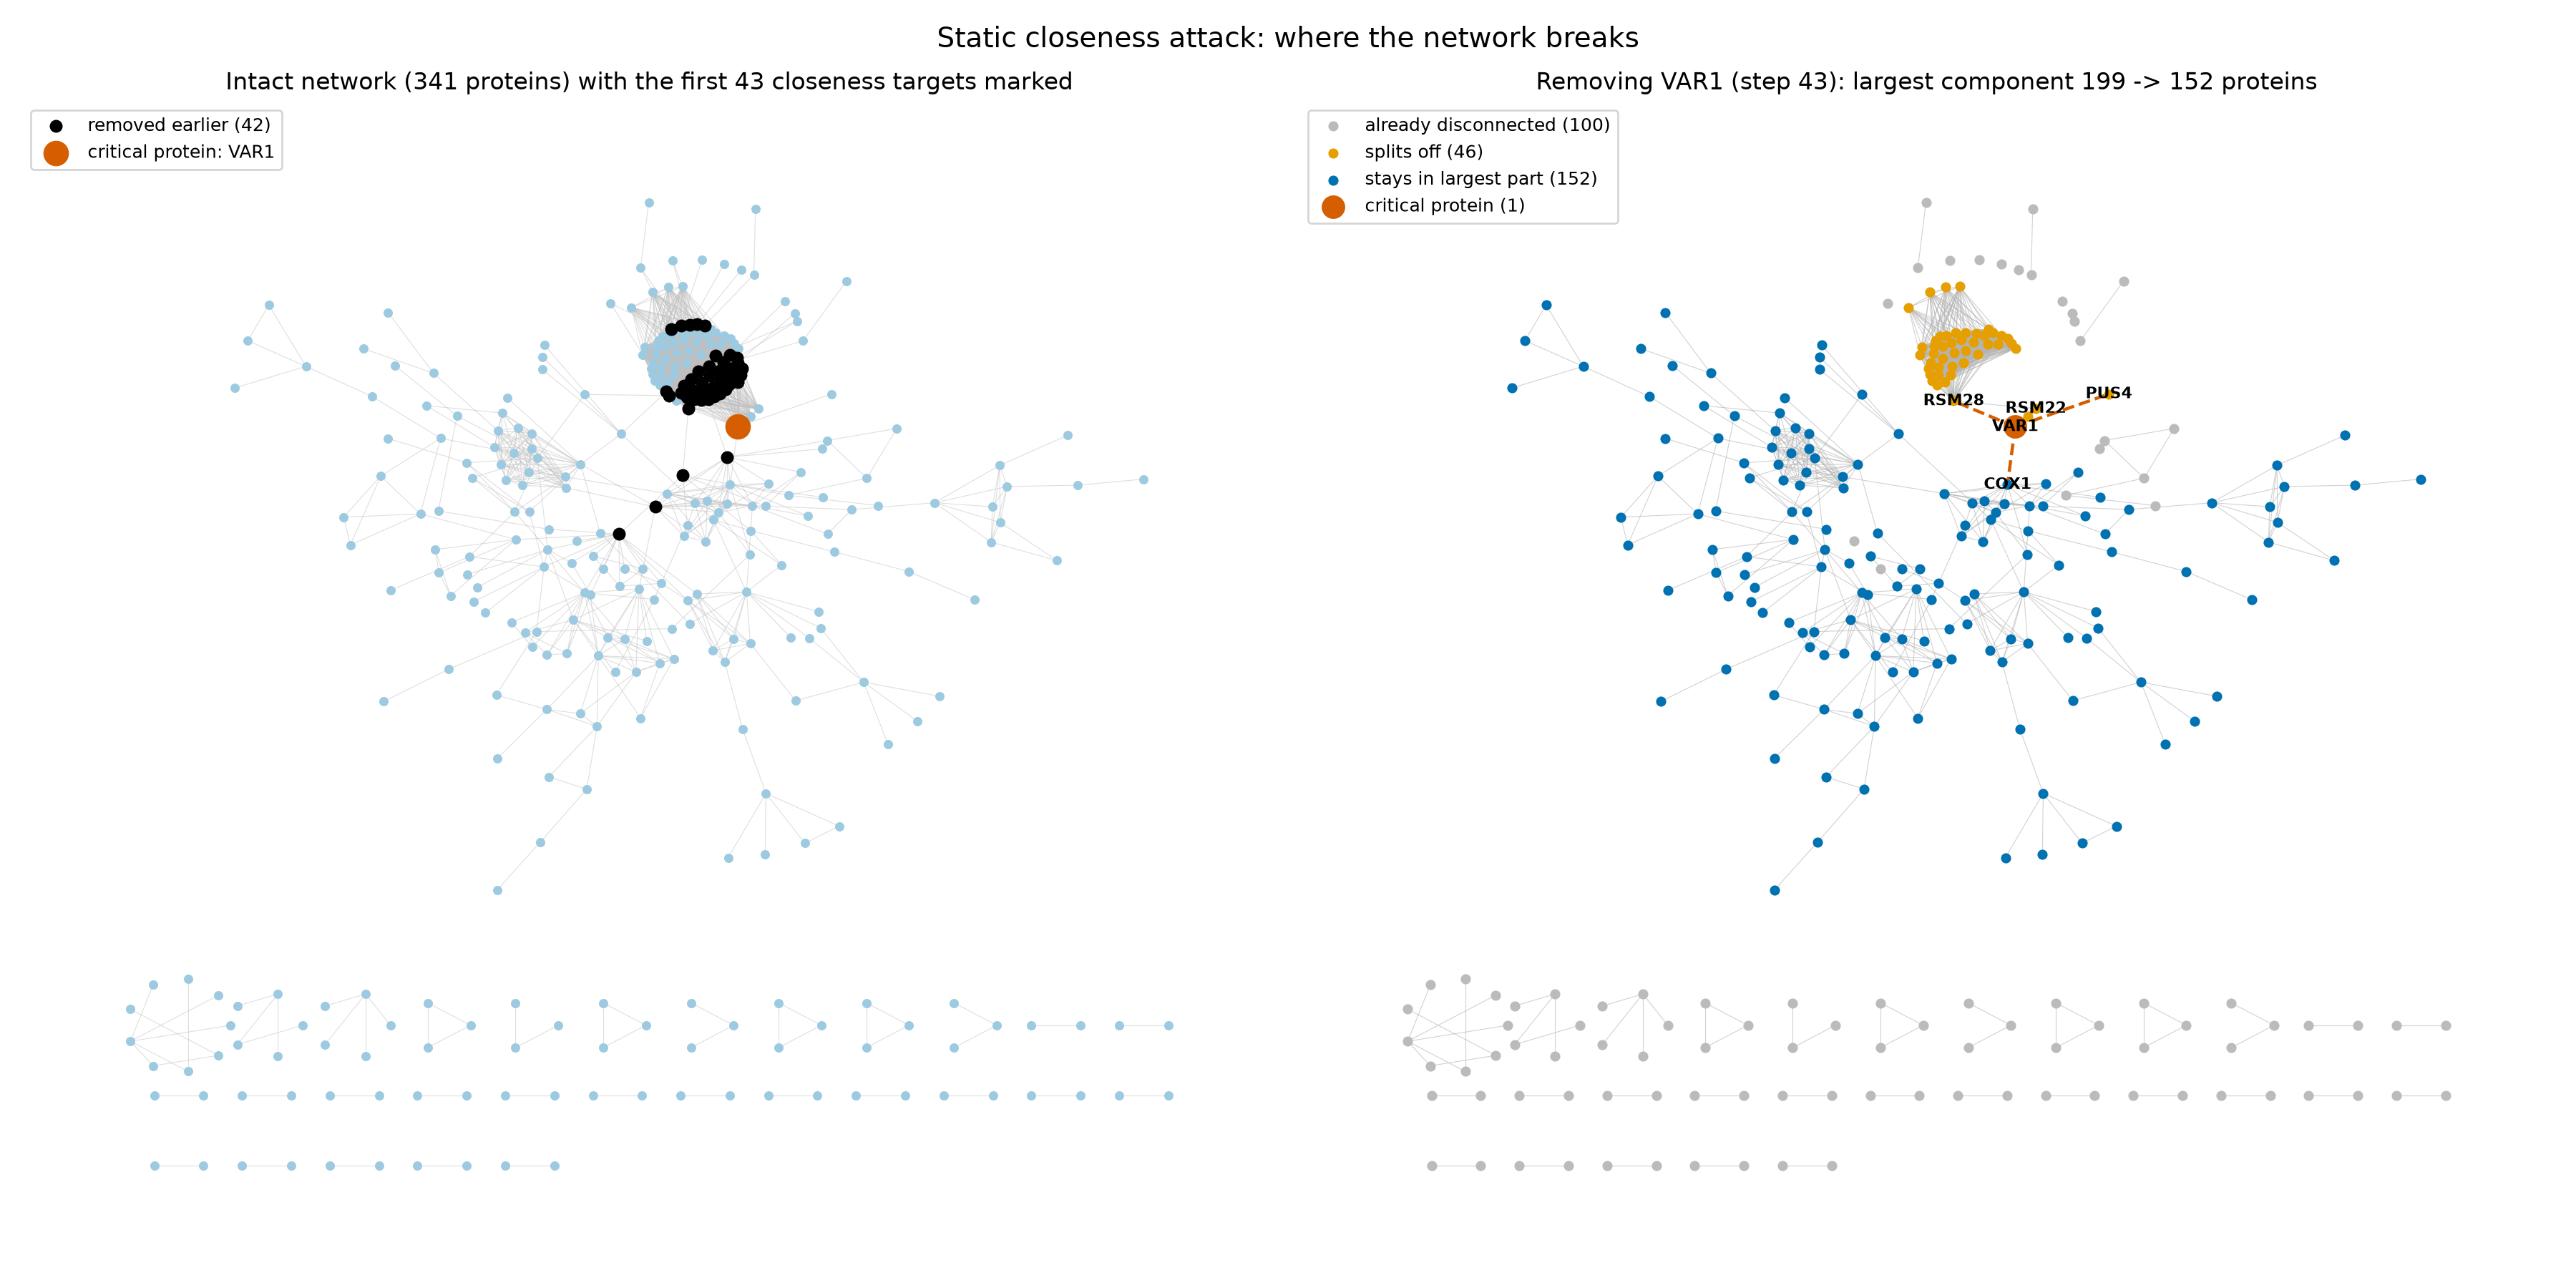 Static closeness attack: where the network breaks
Intact network (341 proteins) with the first 43 closeness targets marked
removed earlier (42)
critical protein: VAR1
Removing VAR1 (step 43): largest component 199 -> 152 proteins
already disconnected (100)
splits off (46)
stays in largest part (152)
critical protein (1)
PUS4
RSM28
RSM22
VAR1
COX1